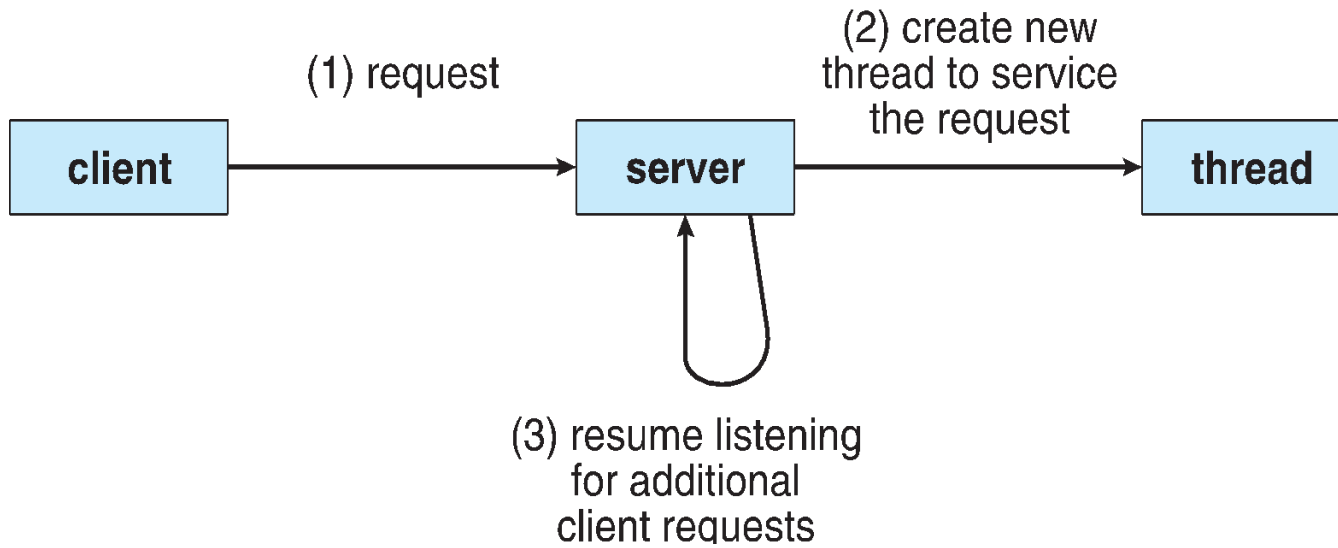 (1) request
(2) create new
thread to service
the request
client
server
thread
(3) resume listening
for additional
client requests